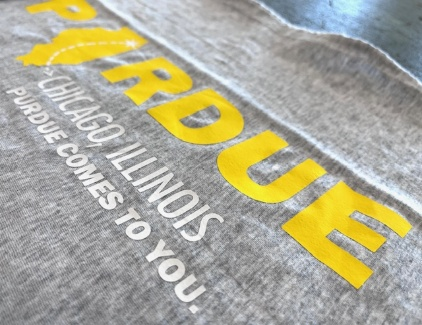 PURDUE
CHICAGO, ILLINOIS
PURDUE COMES TO YOU.